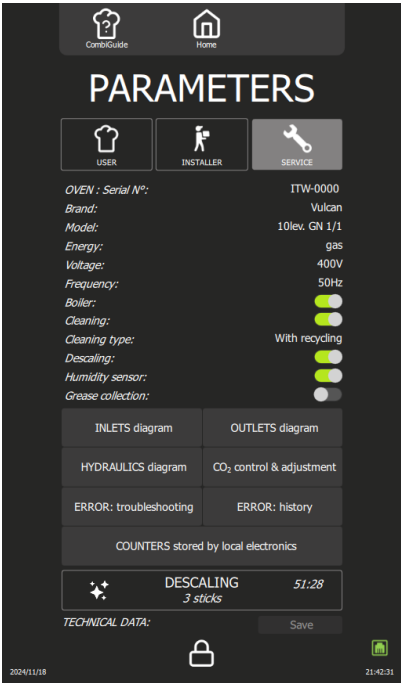 CombiGuide Home
PARAMETERS
USER INSTALLER SERVICE
OVEN : Serial N°: ITW-0000
Brand: Vulcan
Model: 10lev. GN 1/1
Energy: gas
Voltage: 400V
Frequency: 50Hz
Boiler:
Cleaning:
Cleaning type: With recycling
Descaling:
Humidity sensor:
Grease collection:
INLETS diagram OUTLETS diagram
HYDRAULICS diagram CO₂ control & adjustment
ERROR: troubleshooting ERROR: history
COUNTERS stored by local electronics
DESCALING 51:28
3 sticks
TECHNICAL DATA: Save
2024/11/18 21:42:31